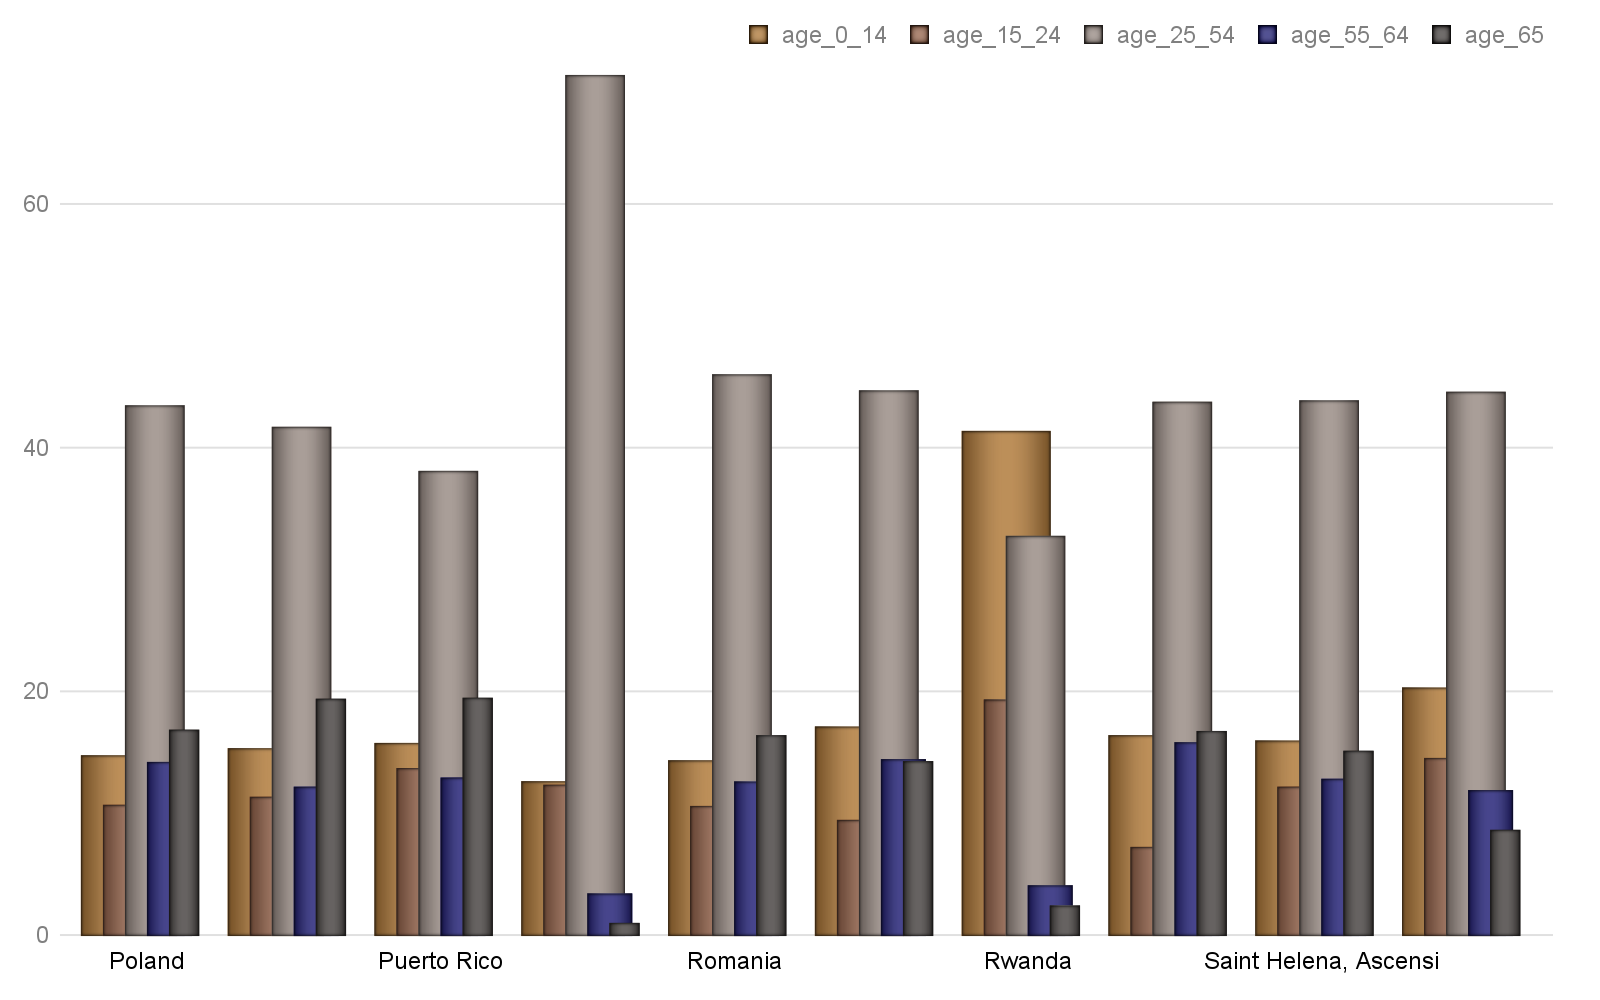 age_0_14 age_15_24 age_25_54 age_55_64 age_65
60
40
20
0
Poland Puerto Rico Romania Rwanda Saint Helena, Ascensi